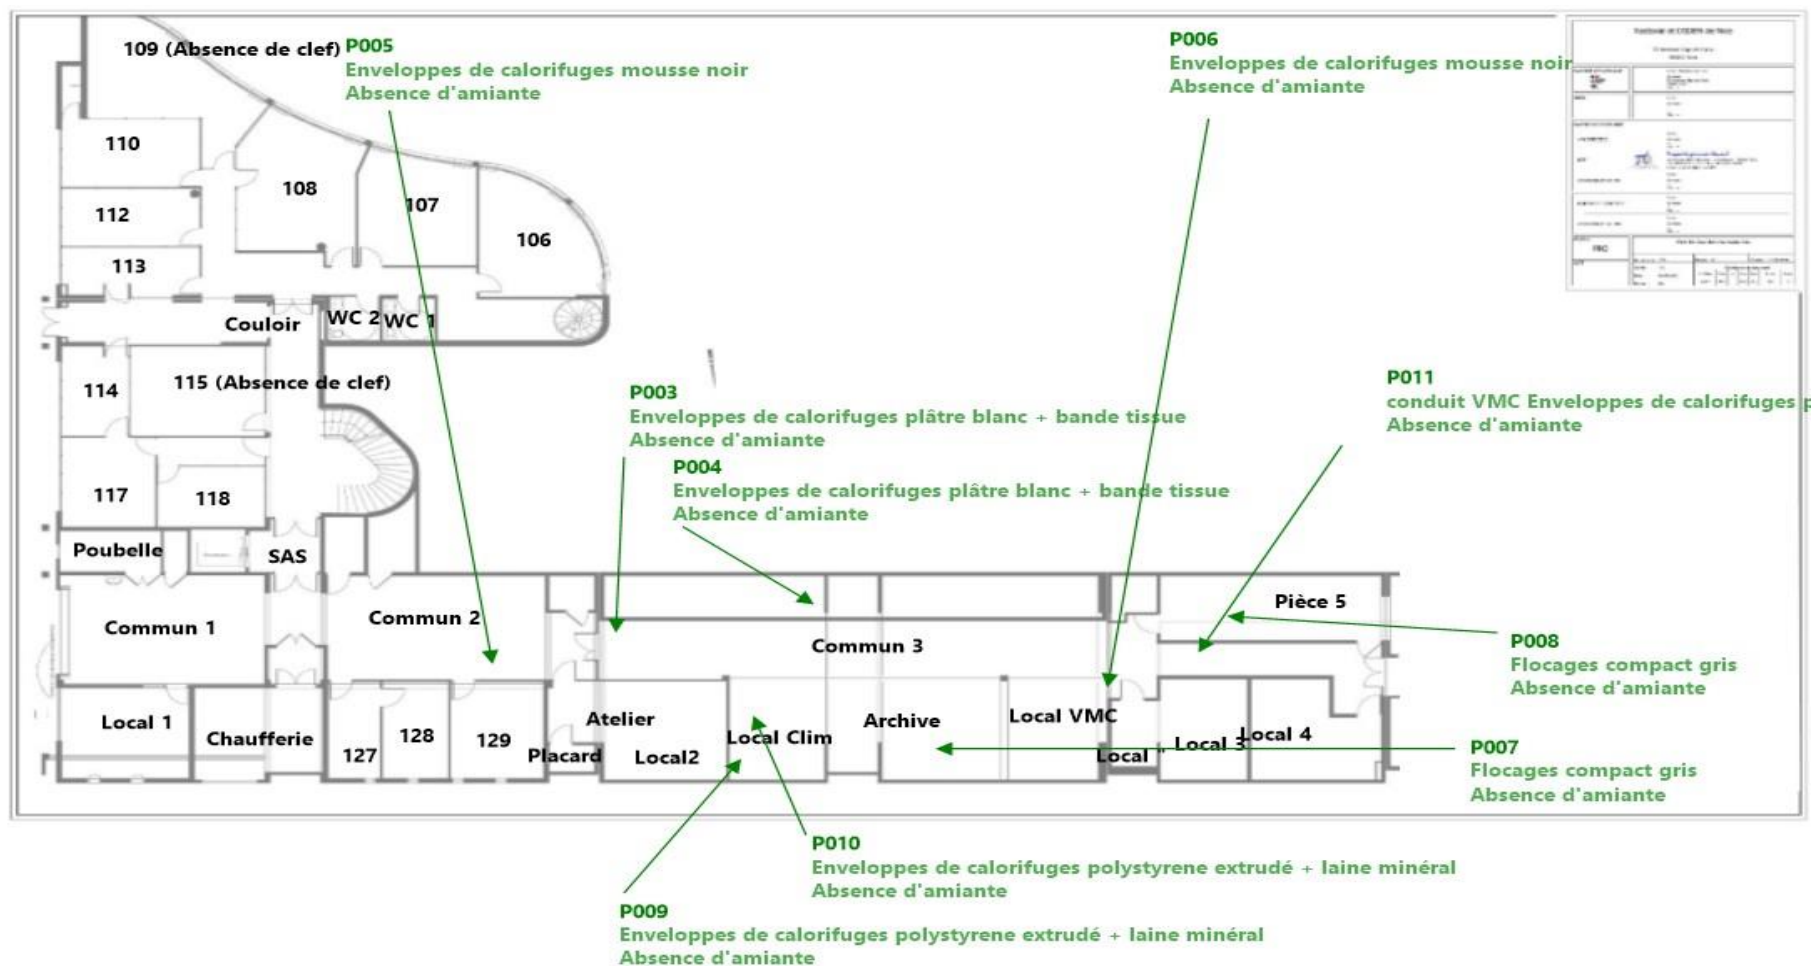 109 (Absence de clef)
P005
Enveloppes de calorifuges mousse noir
Absence d'amiante
P006
Enveloppes de calorifuges mousse noir
Absence d'amiante
110
108
112
107
106
113
Couloir
WC 2
WC 1
114
115 (Absence de clef)
P003
Enveloppes de calorifuges plâtre blanc + bande tissue
Absence d'amiante
P011
conduit VMC Enveloppes de calorifuges p
Absence d'amiante
P004
Enveloppes de calorifuges plâtre blanc + bande tissue
Absence d'amiante
117
118
Poubelle
SAS
Commun 1
Commun 2
Commun 3
Pièce 5
P008
Flocages compact gris
Absence d'amiante
Local 1
Chaufferie
127
128
129
Placard
Atelier
Local2
Local Clim
Archive
Local VMC
Local "
Local 3
Local 4
P007
Flocages compact gris
Absence d'amiante
P010
Enveloppes de calorifuges polystyrene extrudé + laine minéral
Absence d'amiante
P009
Enveloppes de calorifuges polystyrene extrudé + laine minéral
Absence d'amiante